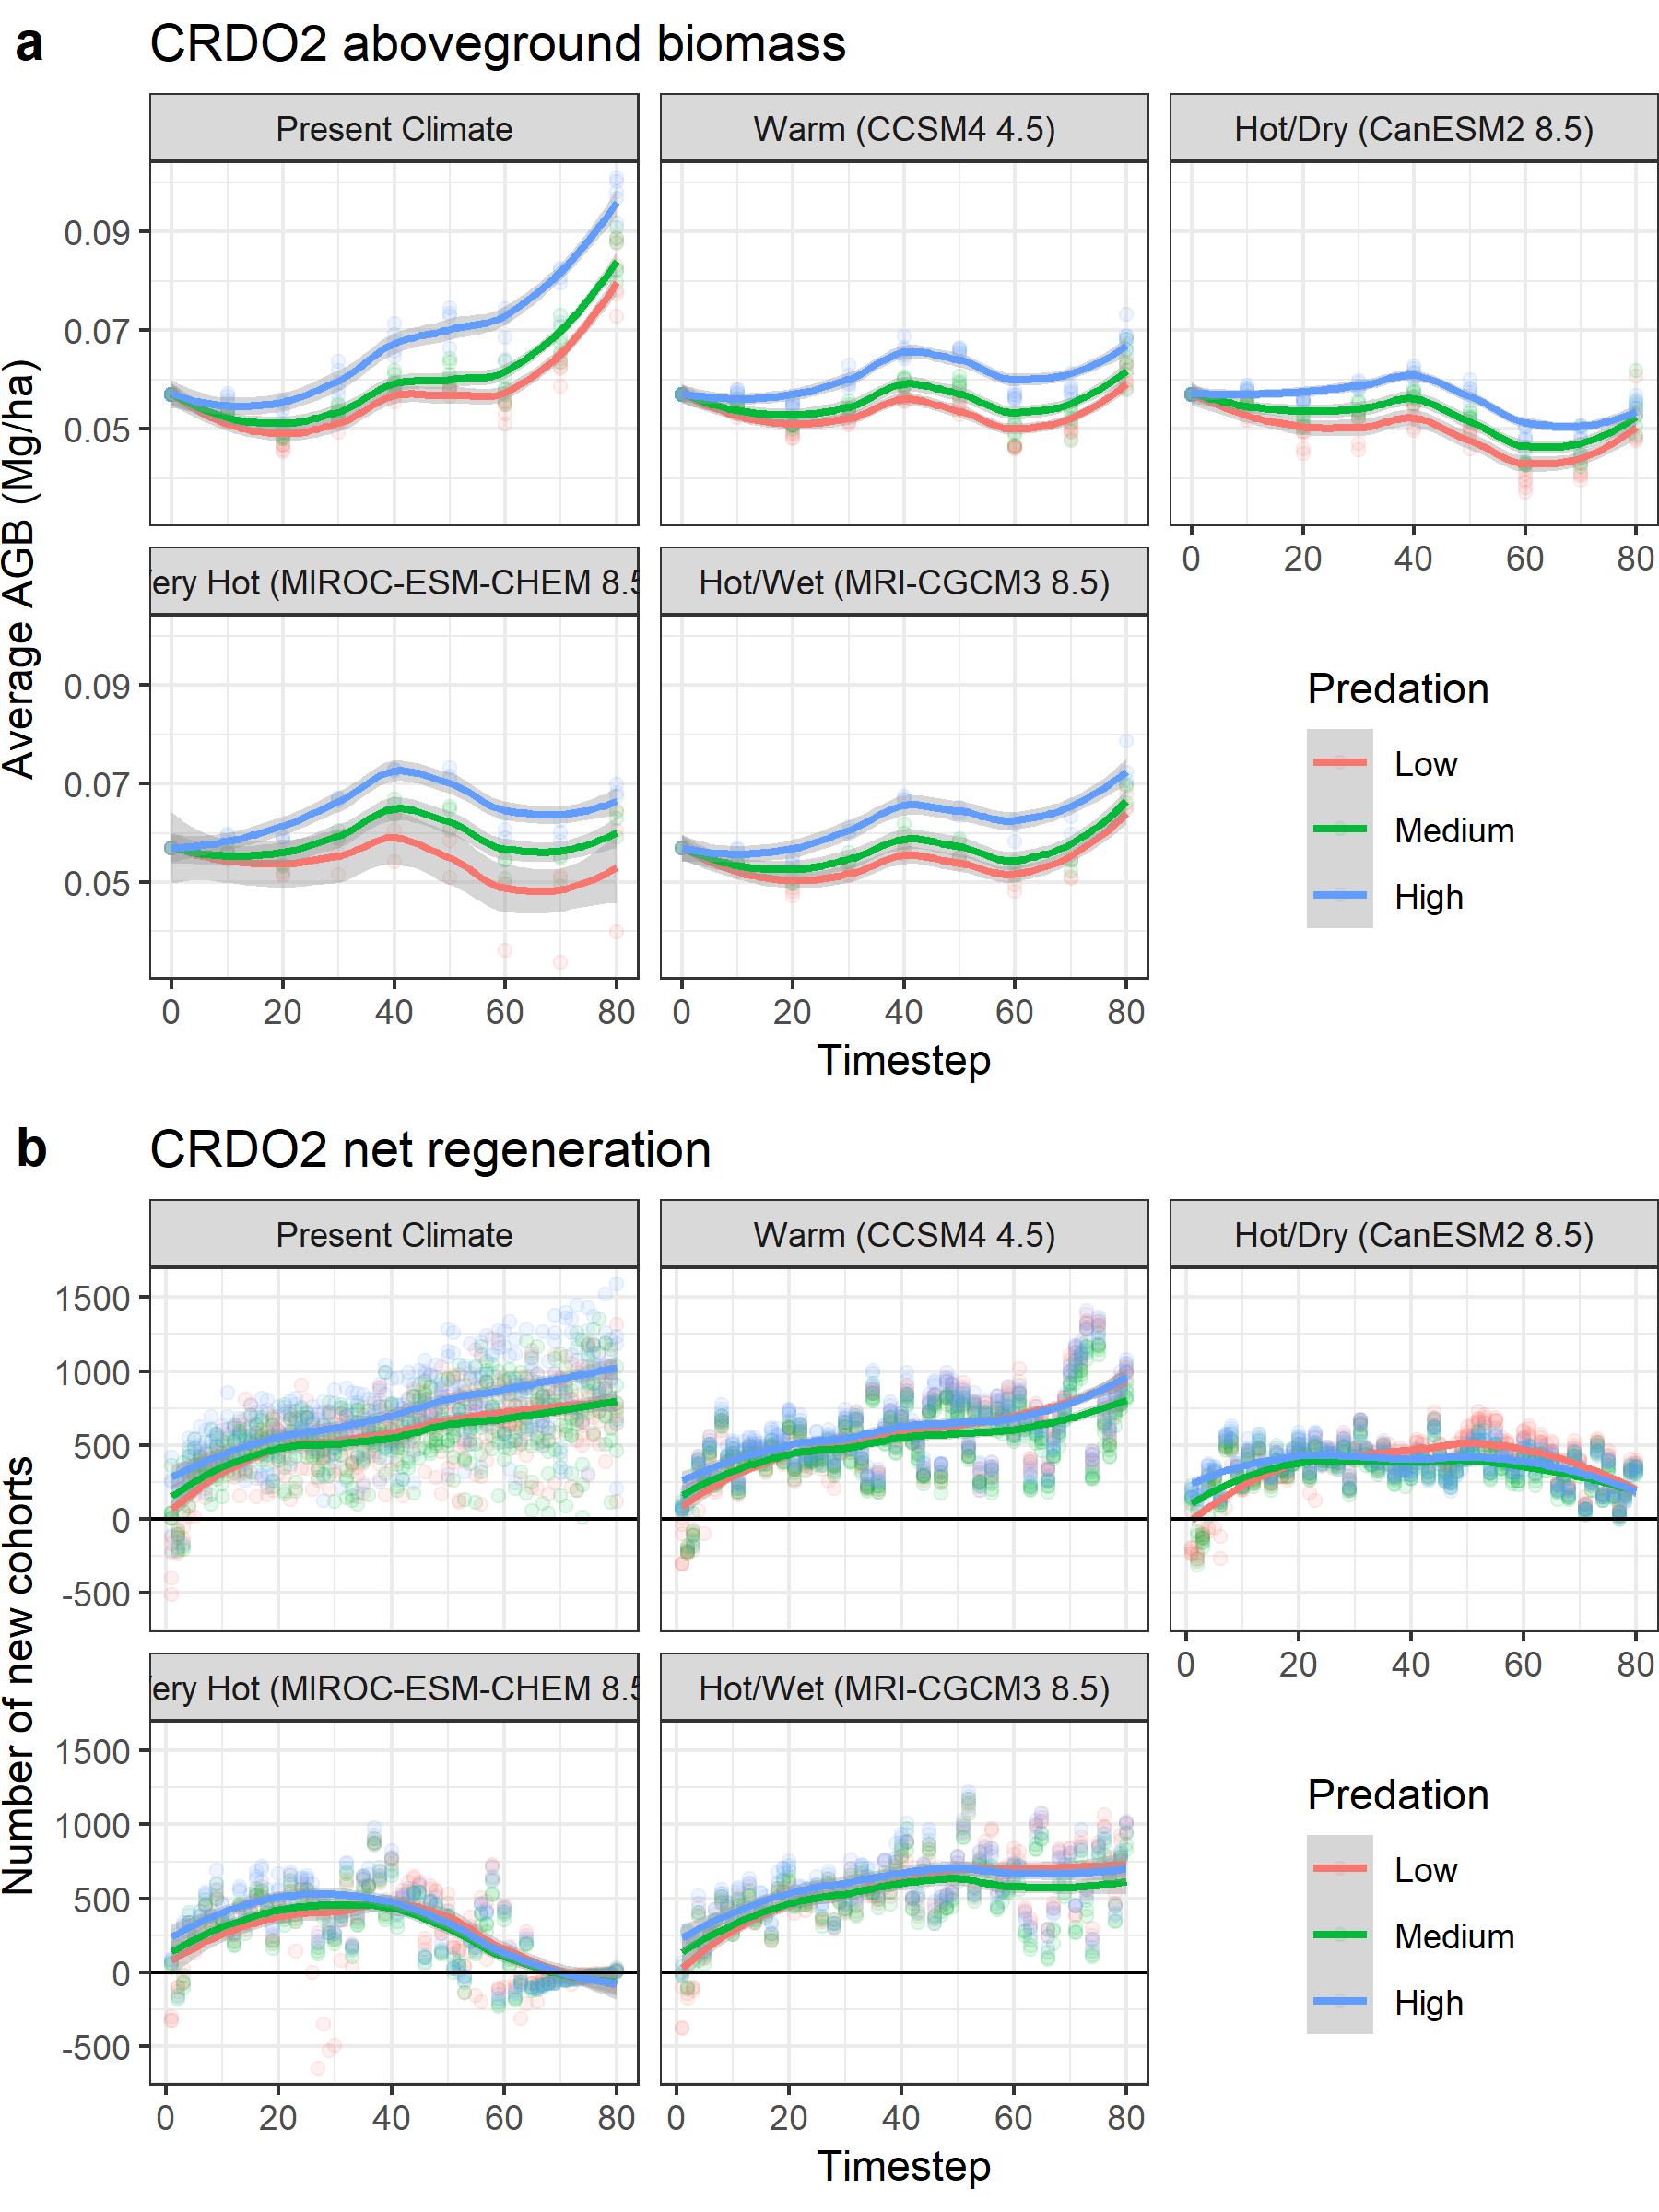 a CRDO2 aboveground biomass
Present Climate
Warm (CCSM4 4.5)
Hot/Dry (CanESM2 8.5)
Average AGB (Mg/ha)
0.09
0.07
0.05
0 20 40 60 80
ery Hot (MIROC-ESM-CHEM 8.5
Hot/Wet (MRI-CGCM3 8.5)
0.09
0.07
0.05
0 20 40 60 80
0 20 40 60 80
Timestep
Predation
Low
Medium
High
b CRDO2 net regeneration
Present Climate
Warm (CCSM4 4.5)
Hot/Dry (CanESM2 8.5)
Number of new cohorts
1500
1000
500
0
-500
0 20 40 60 80
ery Hot (MIROC-ESM-CHEM 8.5
Hot/Wet (MRI-CGCM3 8.5)
1500
1000
500
0
-500
0 20 40 60 80
0 20 40 60 80
Timestep
Predation
Low
Medium
High